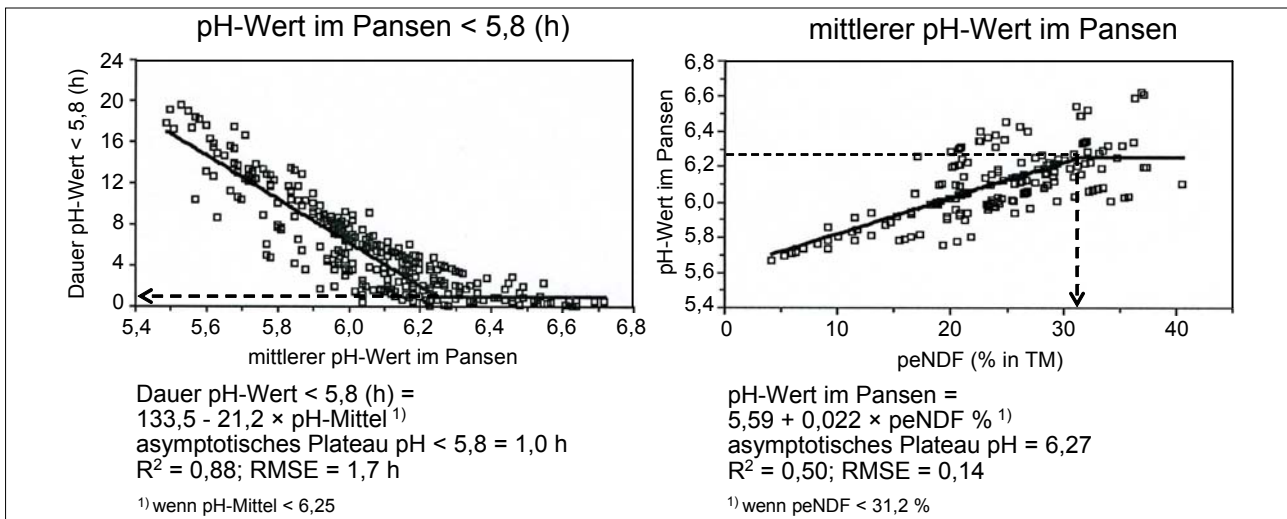 pH-Wert im Pansen < 5,8 (h)
Dauer pH-Wert < 5,8 (h)
24
20
16
12
8
4
0
5,4 5,6 5,8 6,0 6,2 6,4 6,6 6,8
mittlerer pH-Wert im Pansen
Dauer pH-Wert < 5,8 (h) =
133,5 - 21,2 × pH-Mittel 1)
asymptotisches Plateau pH < 5,8 = 1,0 h
R2 = 0,88; RMSE = 1,7 h
1) wenn pH-Mittel < 6,25
mittlerer pH-Wert im Pansen
pH-Wert im Pansen
6,8
6,6
6,4
6,2
6,0
5,8
5,6
5,4
0 10 20 30 40
peNDF (% in TM)
pH-Wert im Pansen =
5,59 + 0,022 × peNDF % 1)
asymptotisches Plateau pH = 6,27
R2 = 0,50; RMSE = 0,14
1) wenn peNDF < 31,2 %